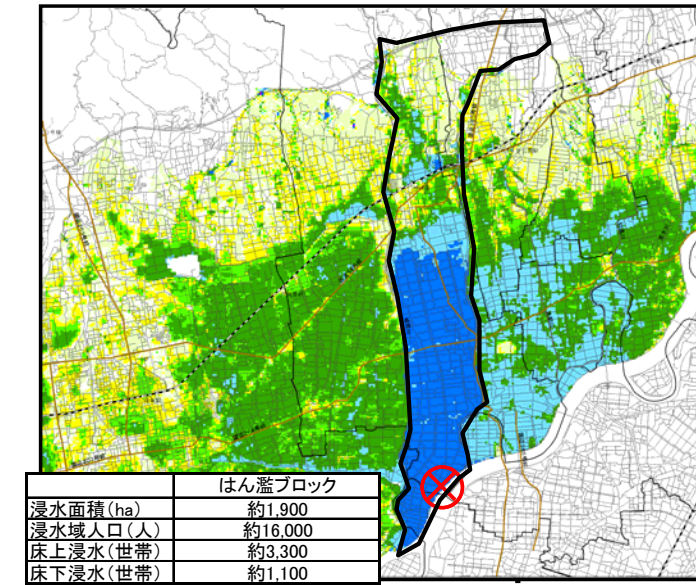 はん濫ブロック
浸水面積(ha) 約1,900
浸水域人口(人) 約16,000
床上浸水(世帯) 約3,300
床下浸水(世帯) 約1,100